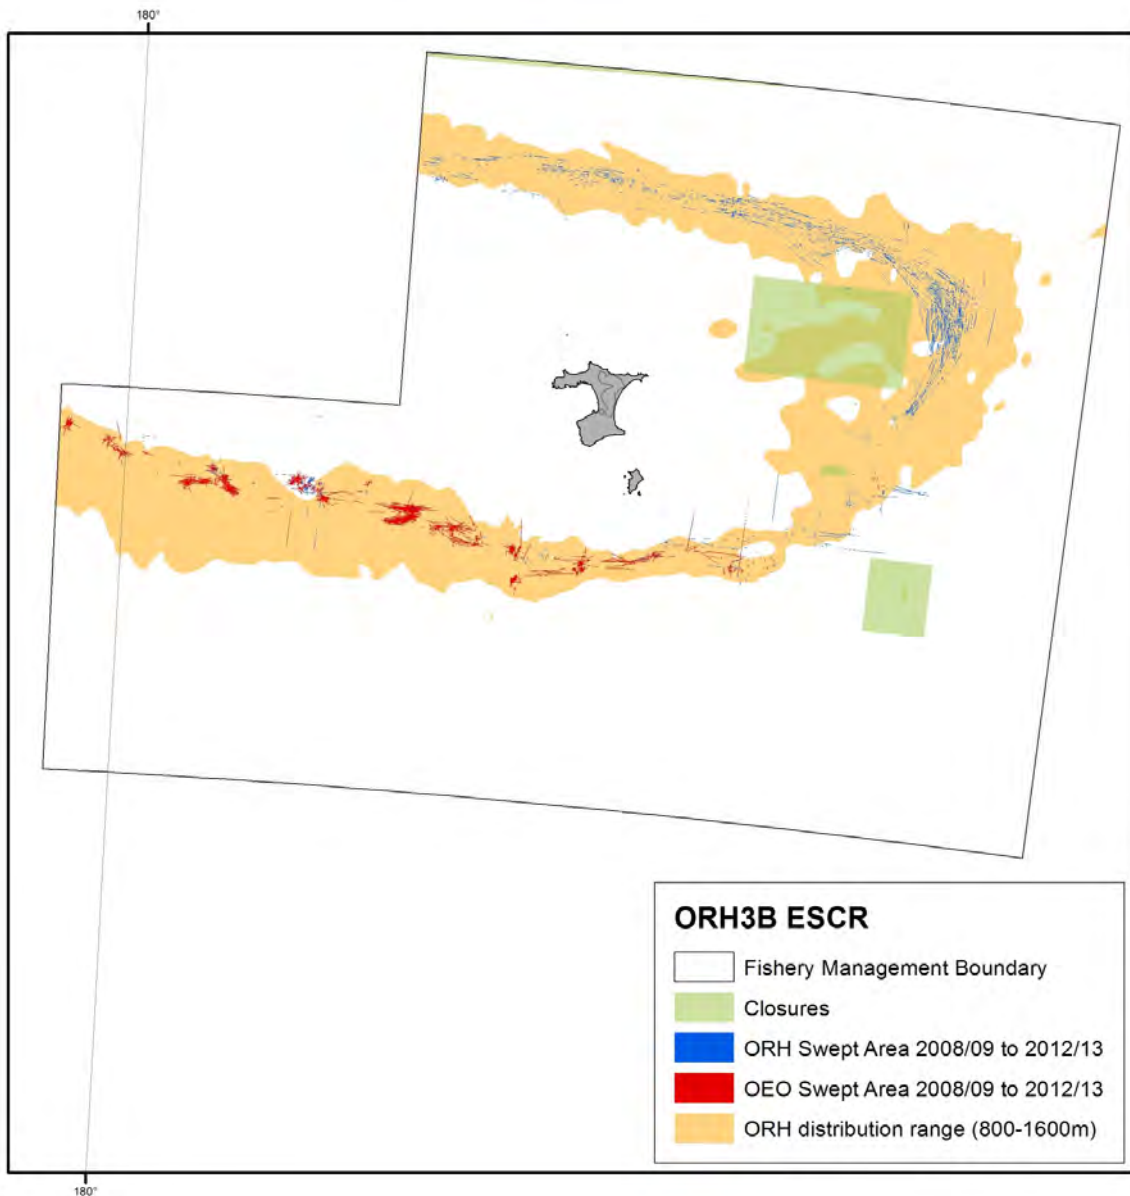 180°
ORH3B ESCR
Fishery Management Boundary
Closures
ORH Swept Area 2008/09 to 2012/13
OEO Swept Area 2008/09 to 2012/13
ORH distribution range (800-1600m)
180°